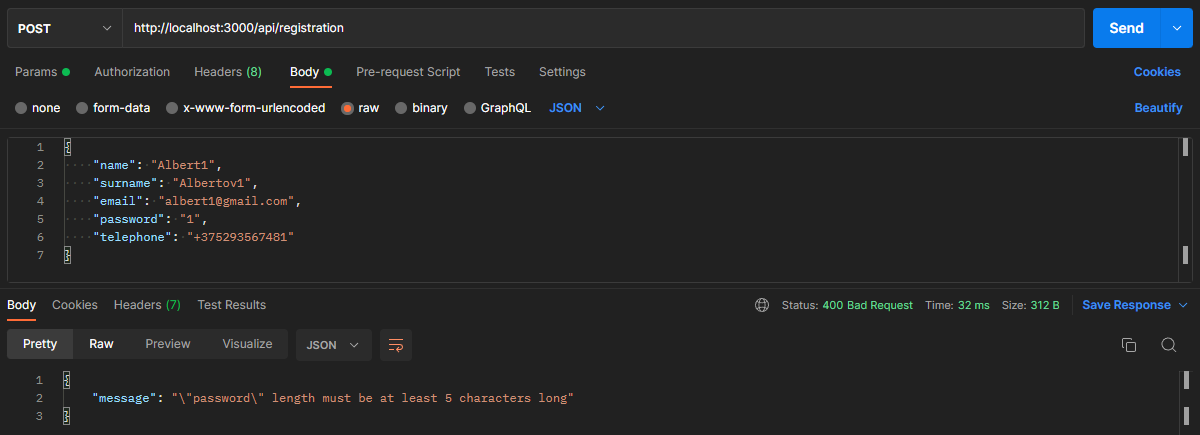 POST http://localhost:3000/api/registration Send
Params Authorization Headers (8) Body Pre-request Script Tests Settings Cookies
none form-data x-www-form-urlencoded raw binary GraphQL JSON Beautify
1 {
2 "name": "Albert1",
3 "surname": "Albertov1",
4 "email": "albert1@gmail.com",
5 "password": "1",
6 "telephone": "+375293567481"
7 }
Body Cookies Headers (7) Test Results Status: 400 Bad Request Time: 32 ms Size: 312 B Save Response
Pretty Raw Preview Visualize JSON
1 {
2 "message": "\"password\" length must be at least 5 characters long"
3 }